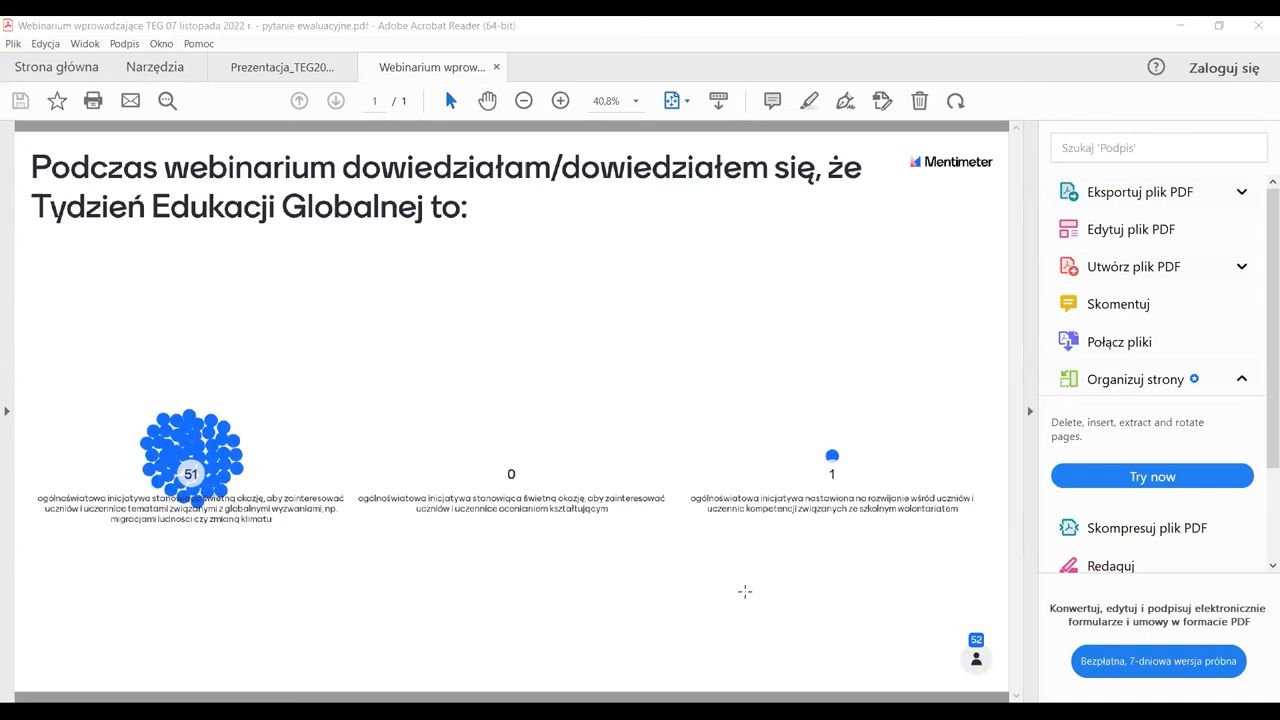 Webinarium wprowadzające TEG 07 listopada 2022 r. - pytanie ewaluacyjne.pdf - Adobe Acrobat Reader (64-bit)
Plik Edycja Widok Podpis Okno Pomoc
Strona główna Narzędzia Prezentacja_TEG20... Webinarium wprow... × Zaloguj się
1 / 1 40,8%
Podczas webinarium dowiedziałam/dowiedziałem się, że
Tydzień Edukacji Globalnej to:
Mentimeter
51
ogólnoświatowa inicjatywa stanowiąca świetną okazję, aby zainteresować
uczniów i uczennice tematami związanymi z globalnymi wyzwaniami, np.
migracjami ludności czy zmianą klimatu
0
ogólnoświatowa inicjatywa stanowiąca świetną okazję, aby zainteresować
uczniów i uczennice ocenianiem kształtującym
1
ogólnoświatowa inicjatywa nastawiona na rozwijanie wśród uczniów i
uczennic kompetencji związanych ze szkolnym wolontariatem
52
Szukaj 'Podpis'
Eksportuj plik PDF
Edytuj plik PDF
Utwórz plik PDF
Skomentuj
Połącz pliki
Organizuj strony
Delete, insert, extract and rotate
pages.
Try now
Skompresuj plik PDF
Redaguj
Konwertuj, edytuj i podpisuj elektronicznie
formularze i umowy w formacie PDF
Bezpłatna, 7-dniowa wersja próbna